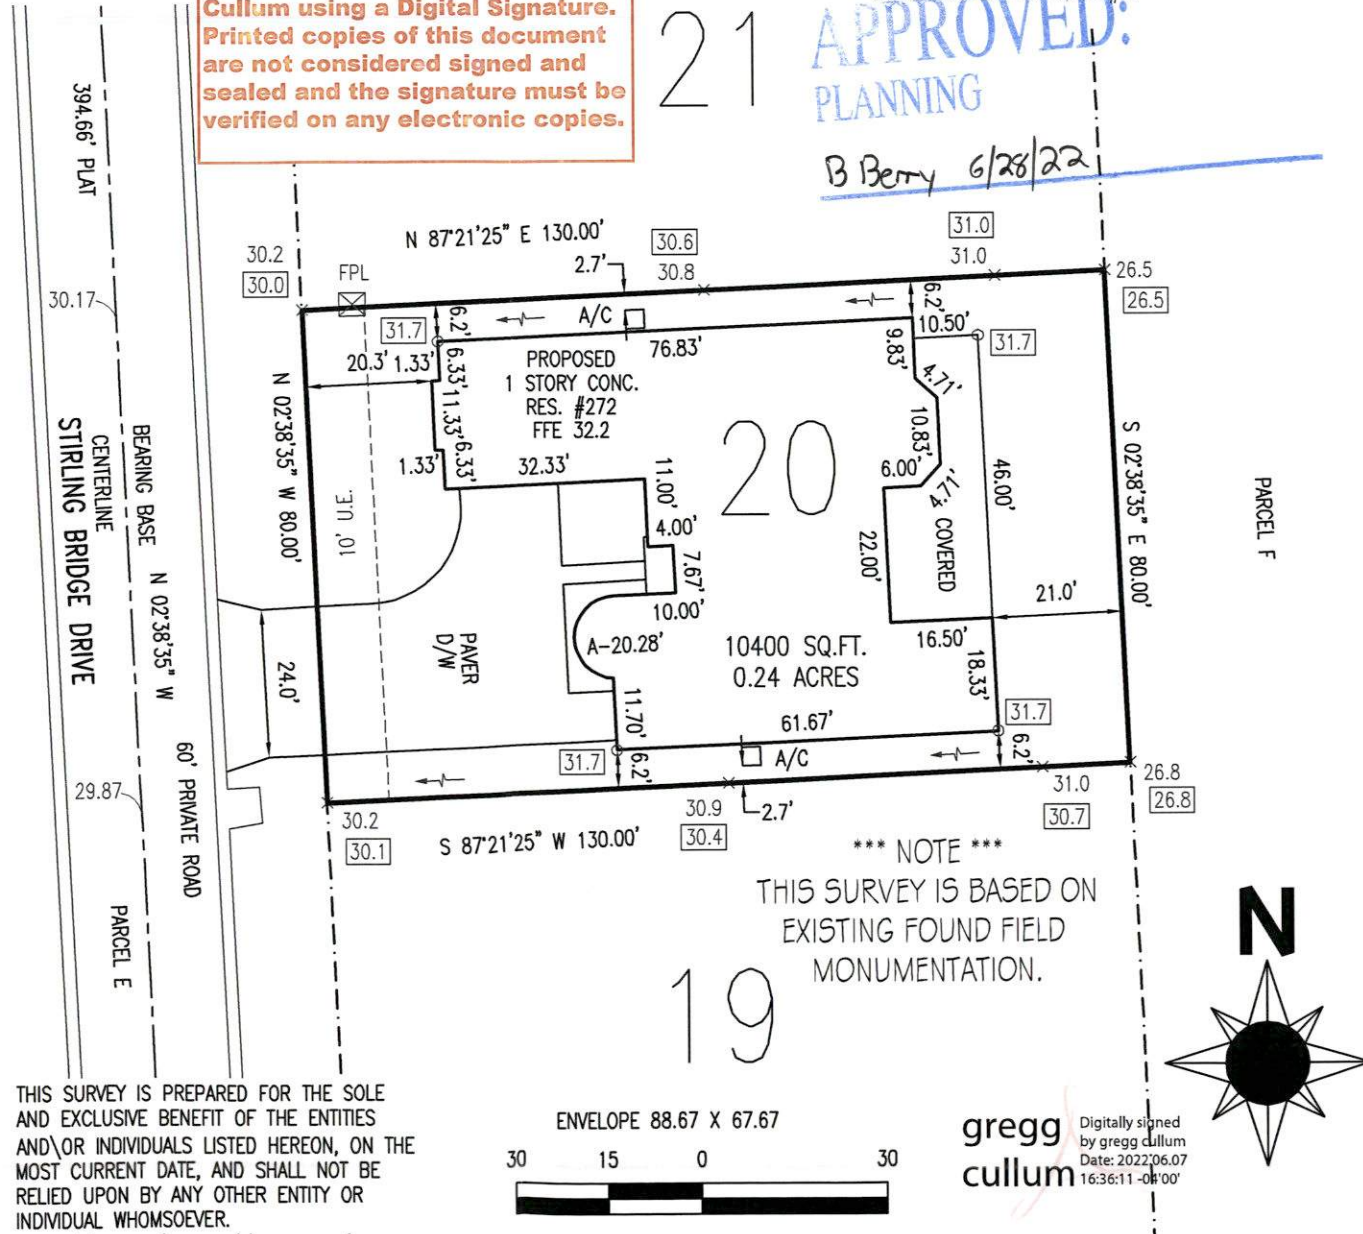 Cullum using a Digital Signature.
Printed copies of this document
are not considered signed and
sealed and the signature must be
verified on any electronic copies.
21
APPROVED:
PLANNING
B Berry 6/28/22
394.66' PLAT
30.17
BEARING BASE N 02°38'35" W
CENTERLINE
STIRLING BRIDGE DRIVE
29.87
60' PRIVATE ROAD
PARCEL E
N 87°21'25" E 130.00'
30.2
30.0
FPL
2.7'
30.6
30.8
31.0
31.0
26.5
26.5
6.2'
A/C
6.2'
31.7
10.50'
31.7
76.83'
9.83'
20.3'
1.33'
6.33'
PROPOSED
1 STORY CONC.
RES. #272
FFE 32.2
4.71'
11.33'
10.83'
N 02°38'35" W 80.00'
S 02°38'35" E 80.00'
20
6.33'
1.33'
32.33'
11.00'
6.00'
4.71'
46.00'
10' U.E.
4.00'
COVERED
PARCEL F
7.67'
22.00'
10.00'
21.0'
A-20.28'
PAVER
D/W
10400 SQ.FT.
0.24 ACRES
16.50'
18.33'
24.0'
11.70'
61.67'
31.7
31.7
6.2'
A/C
6.2'
30.2
30.1
30.9
30.4
2.7'
31.0
30.7
26.8
26.8
S 87°21'25" W 130.00'
*** NOTE ***
THIS SURVEY IS BASED ON
EXISTING FOUND FIELD
MONUMENTATION.
19
N
THIS SURVEY IS PREPARED FOR THE SOLE
AND EXCLUSIVE BENEFIT OF THE ENTITIES
AND\OR INDIVIDUALS LISTED HEREON, ON THE
MOST CURRENT DATE, AND SHALL NOT BE
RELIED UPON BY ANY OTHER ENTITY OR
INDIVIDUAL WHOMSOEVER.
ENVELOPE 88.67 X 67.67
30 15 0 30
gregg
cullum
Digitally signed
by gregg cullum
Date: 2022.06.07
16:36:11 -04'00'